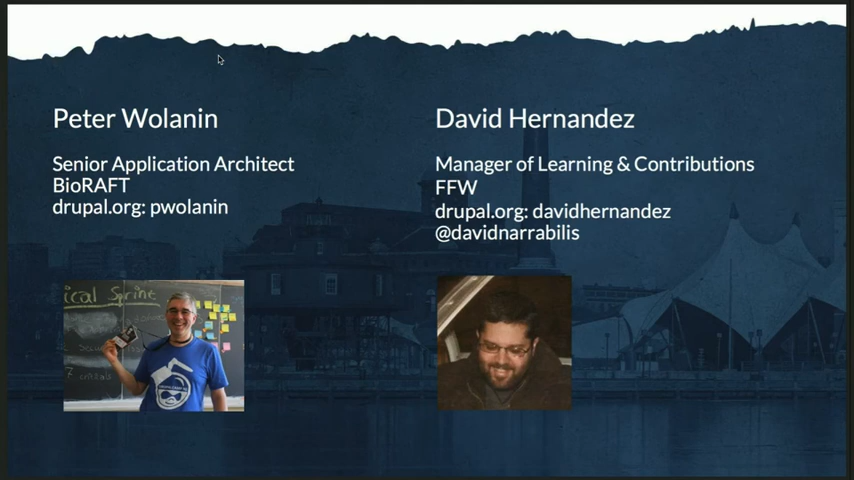 Peter Wolanin
Senior Application Architect
BioRAFT
drupal.org: pwolanin
David Hernandez
Manager of Learning & Contributions
FFW
drupal.org: davidhernandez
@davidnarrabilis
ical Sprint